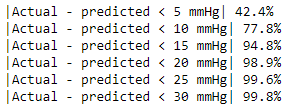 |Actual - predicted < 5 mmHg| 42.4%
|Actual - predicted < 10 mmHg| 77.8%
|Actual - predicted < 15 mmHg| 94.8%
|Actual - predicted < 20 mmHg| 98.9%
|Actual - predicted < 25 mmHg| 99.6%
|Actual - predicted < 30 mmHg| 99.8%